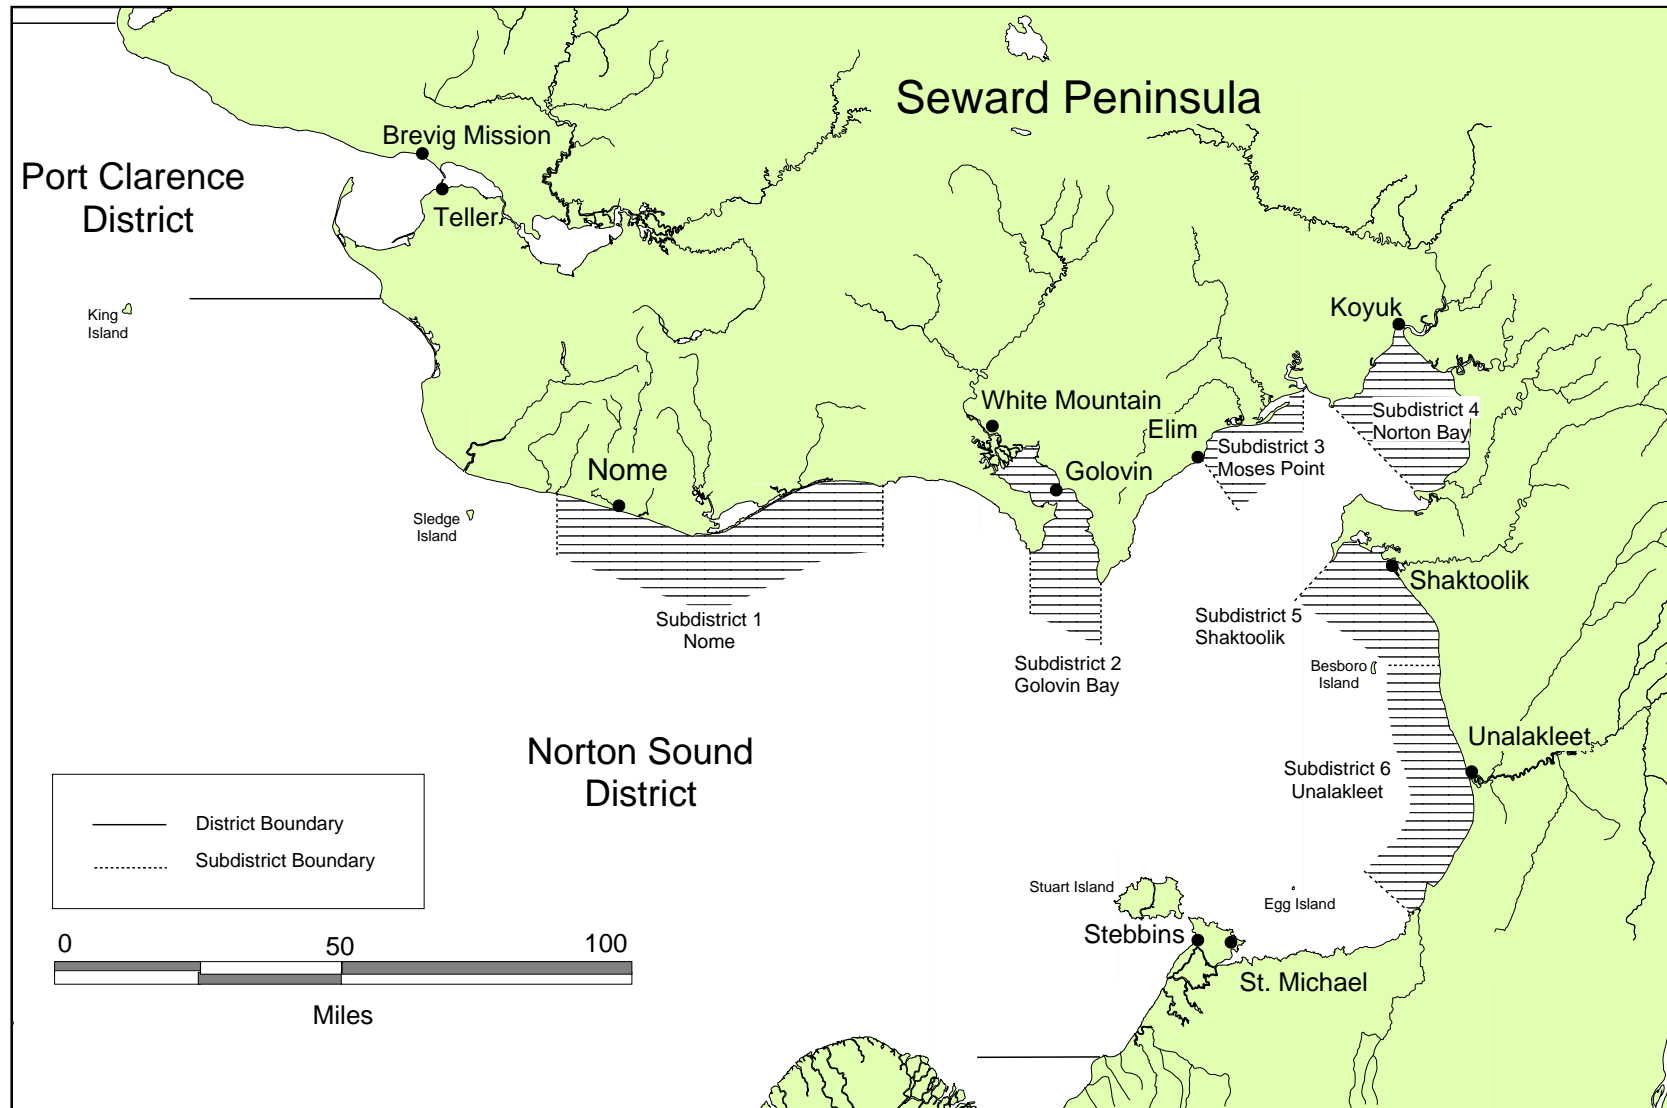 Seward Peninsula
Brevig Mission
Port Clarence
District
Teller
King
Island
Koyuk
White Mountain
Elim
Subdistrict 4
Norton Bay
Subdistrict 3
Moses Point
Nome
Golovin
Sledge
Island
Shaktoolik
Subdistrict 1
Nome
Subdistrict 5
Shaktoolik
Subdistrict 2
Golovin Bay
Besboro
Island
Norton Sound
District
Unalakleet
Subdistrict 6
Unalakleet
District Boundary
Subdistrict Boundary
Stuart Island
Egg Island
Stebbins
St. Michael
0 50 100
Miles